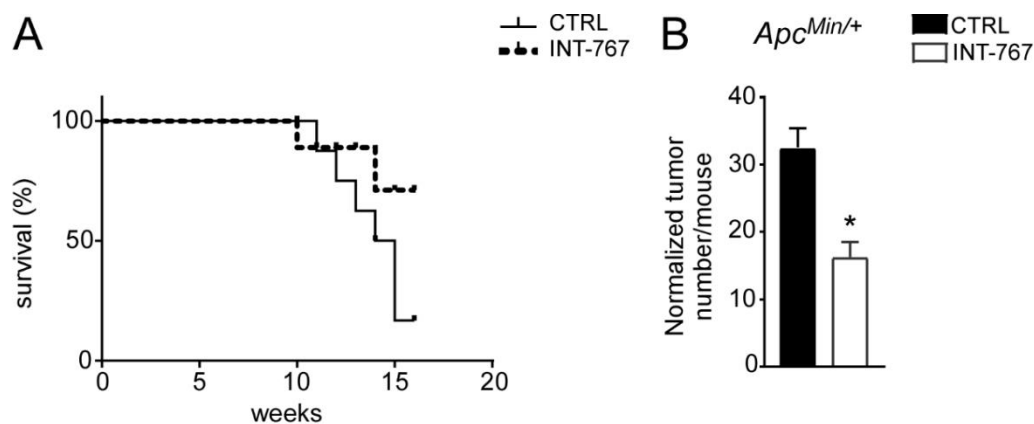 A
CTRL
INT-767
survival (%)
100
50
0
0 5 10 15 20
weeks
B
Apc^Min/+
CTRL
INT-767
Normalized tumor
number/mouse
40
30
20
10
0
*